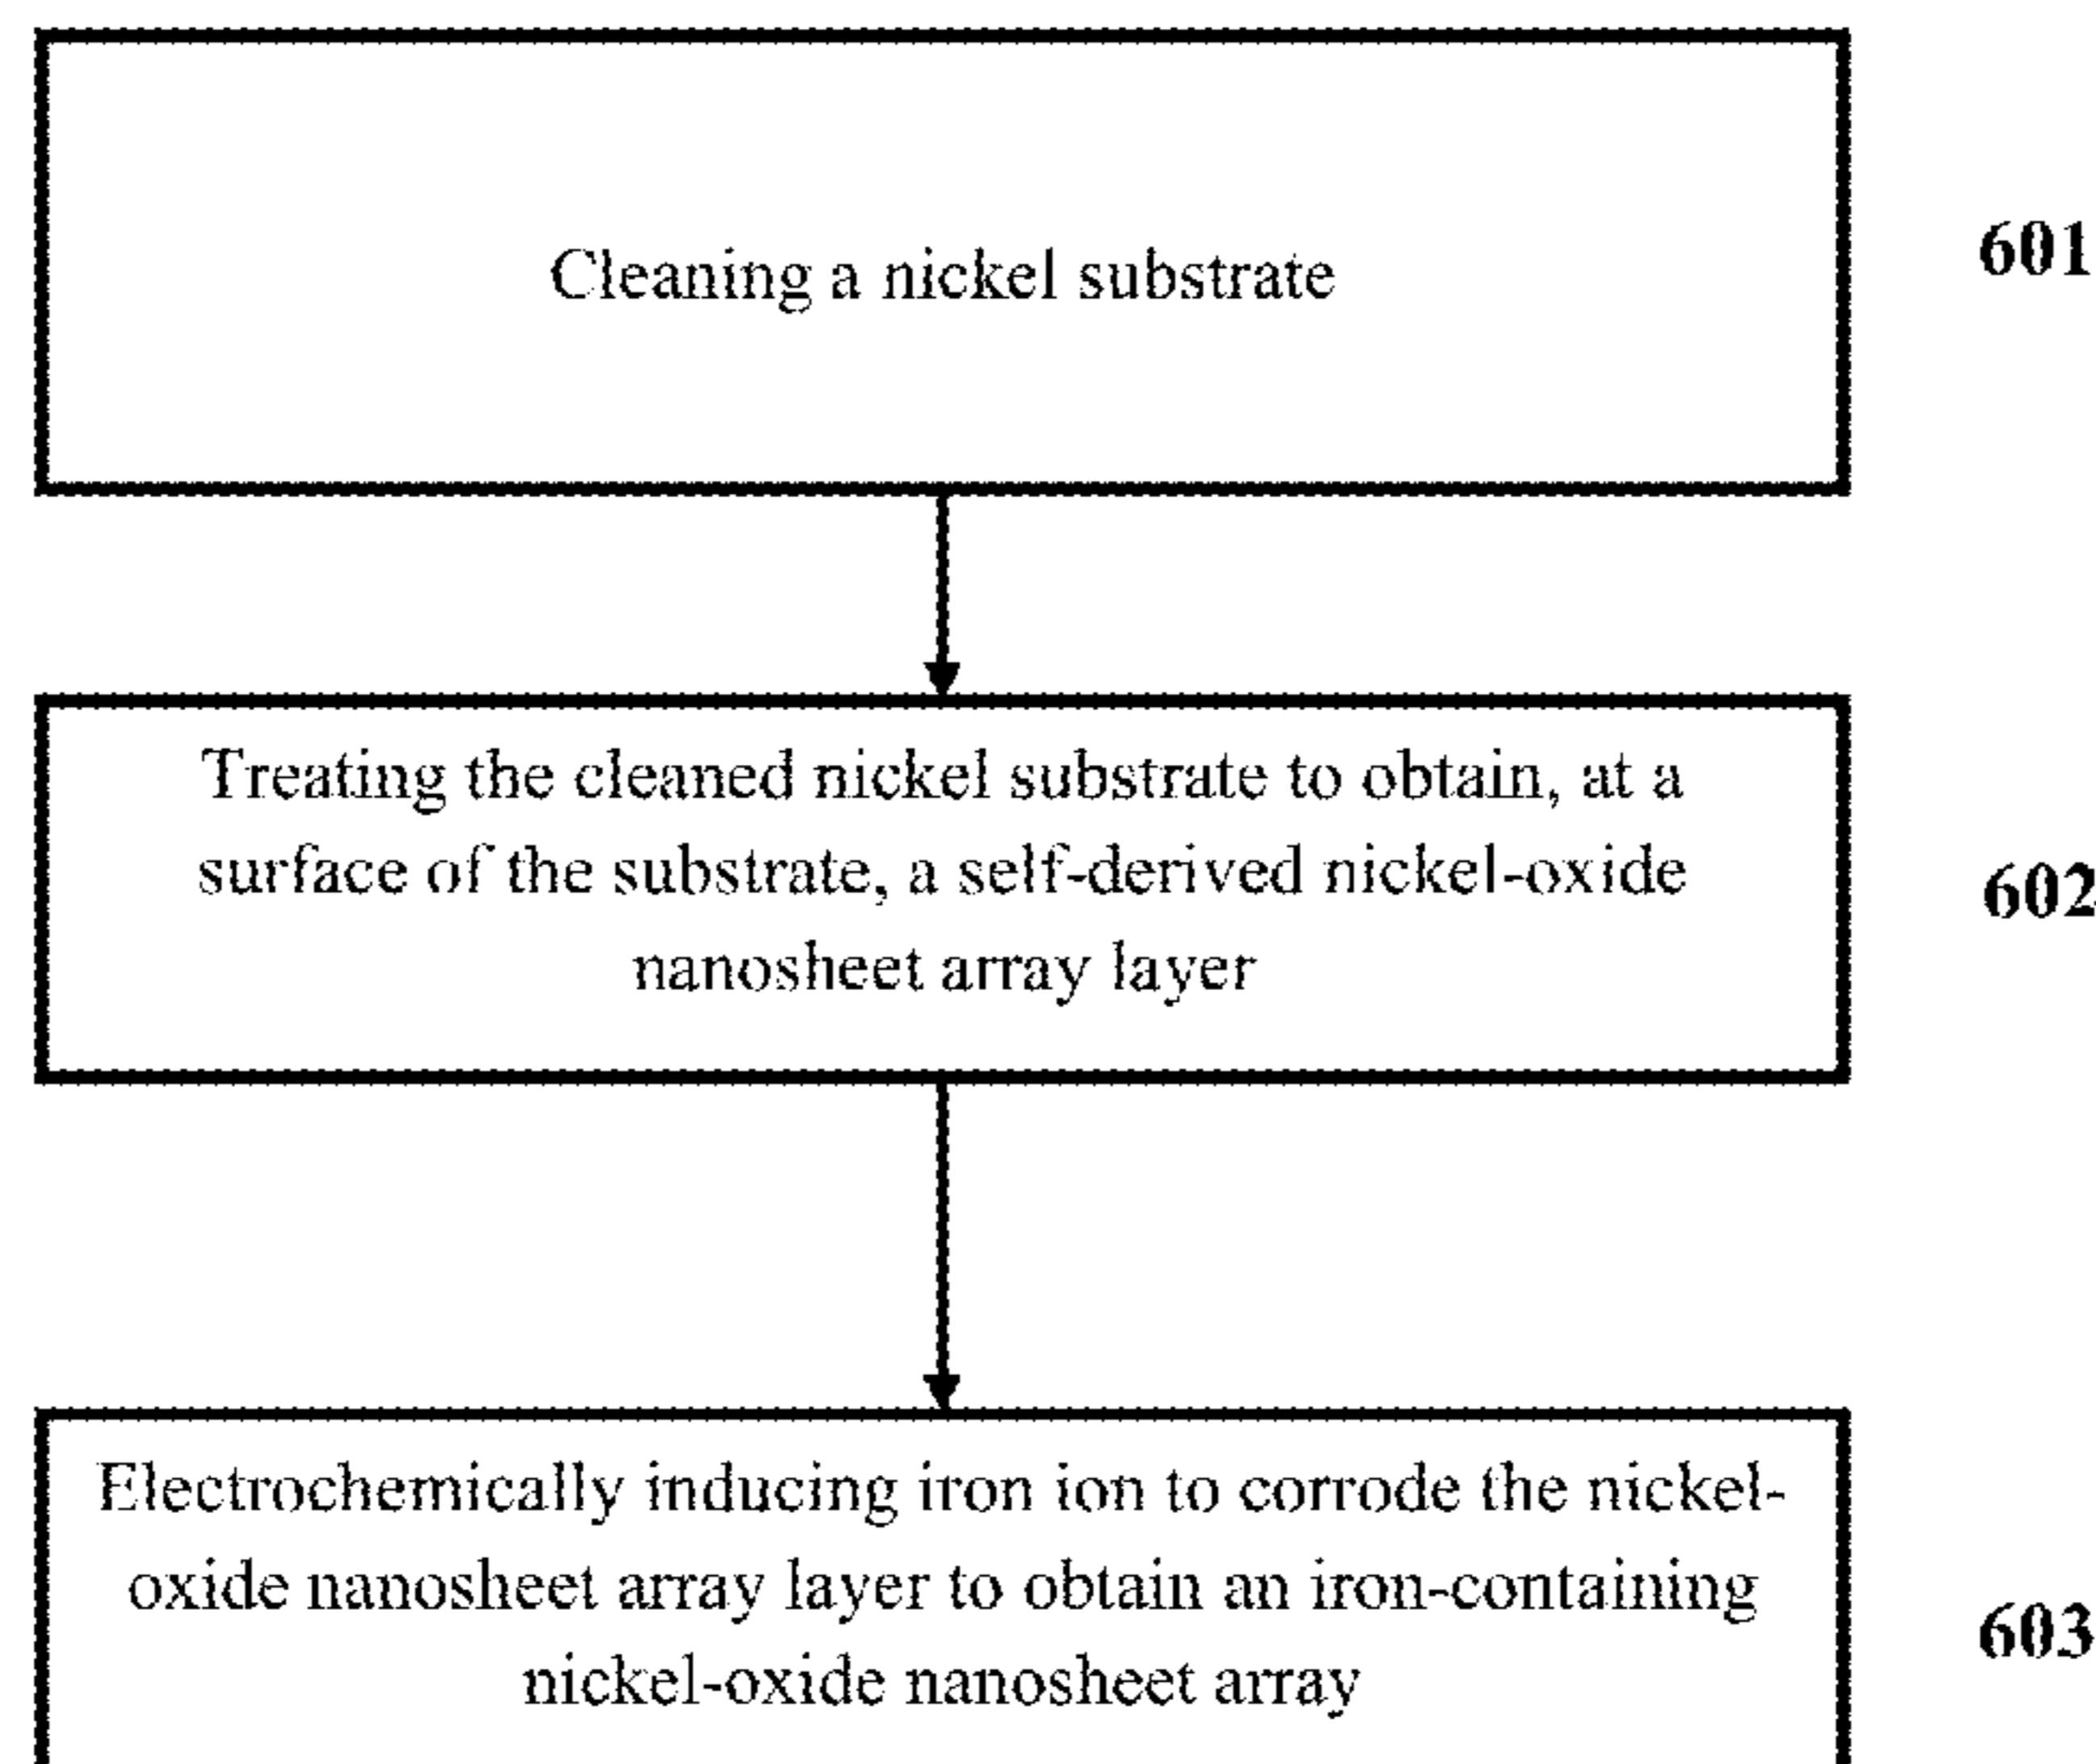 Cleaning a nickel substrate
601
Treating the cleaned nickel substrate to obtain, at a
surface of the substrate, a self-derived nickel-oxide
nanosheet array layer
602
Electrochemically inducing iron ion to corrode the nickel-
oxide nanosheet array layer to obtain an iron-containing
nickel-oxide nanosheet array
603